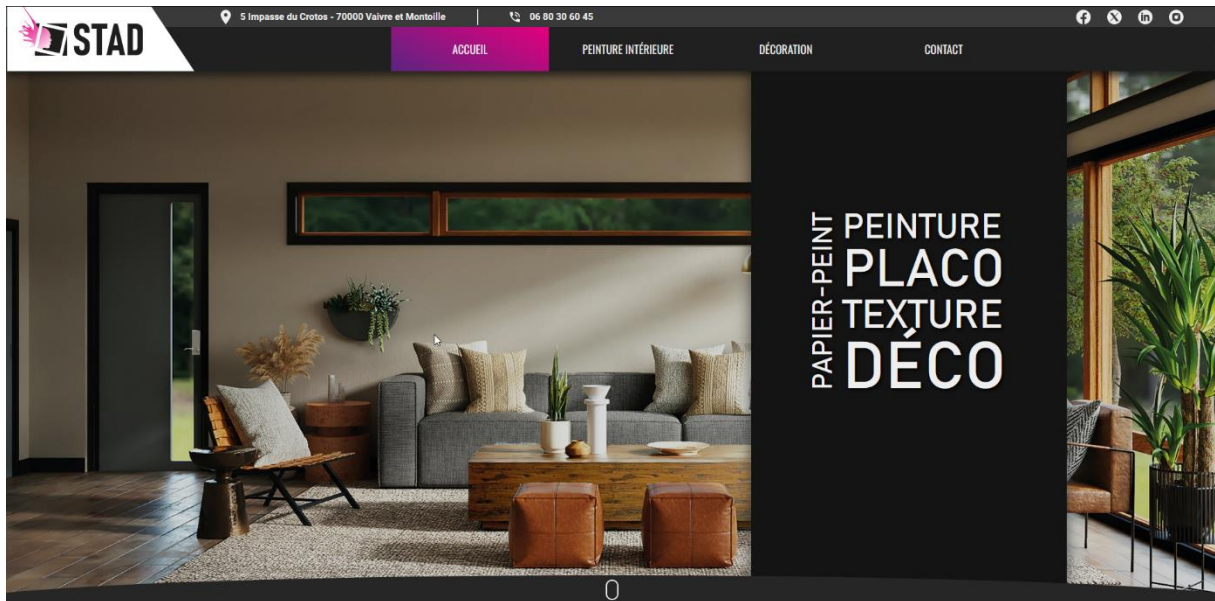 5 Impasse du Crotos - 70000 Vaivre et Montoille
06 80 30 60 45
STAD
ACCUEIL
PEINTURE INTÉRIEURE
DÉCORATION
CONTACT
PAPIER-PEINT
PEINTURE
PLACO
TEXTURE
DÉCO